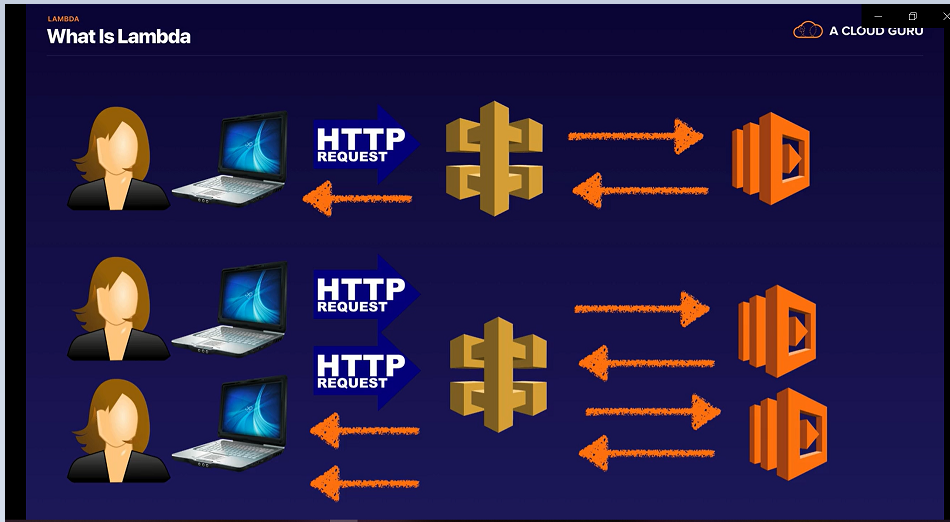 LAMBDA
What Is Lambda
A CLOUD GURU
HTTP
REQUEST
HTTP
REQUEST
HTTP
REQUEST